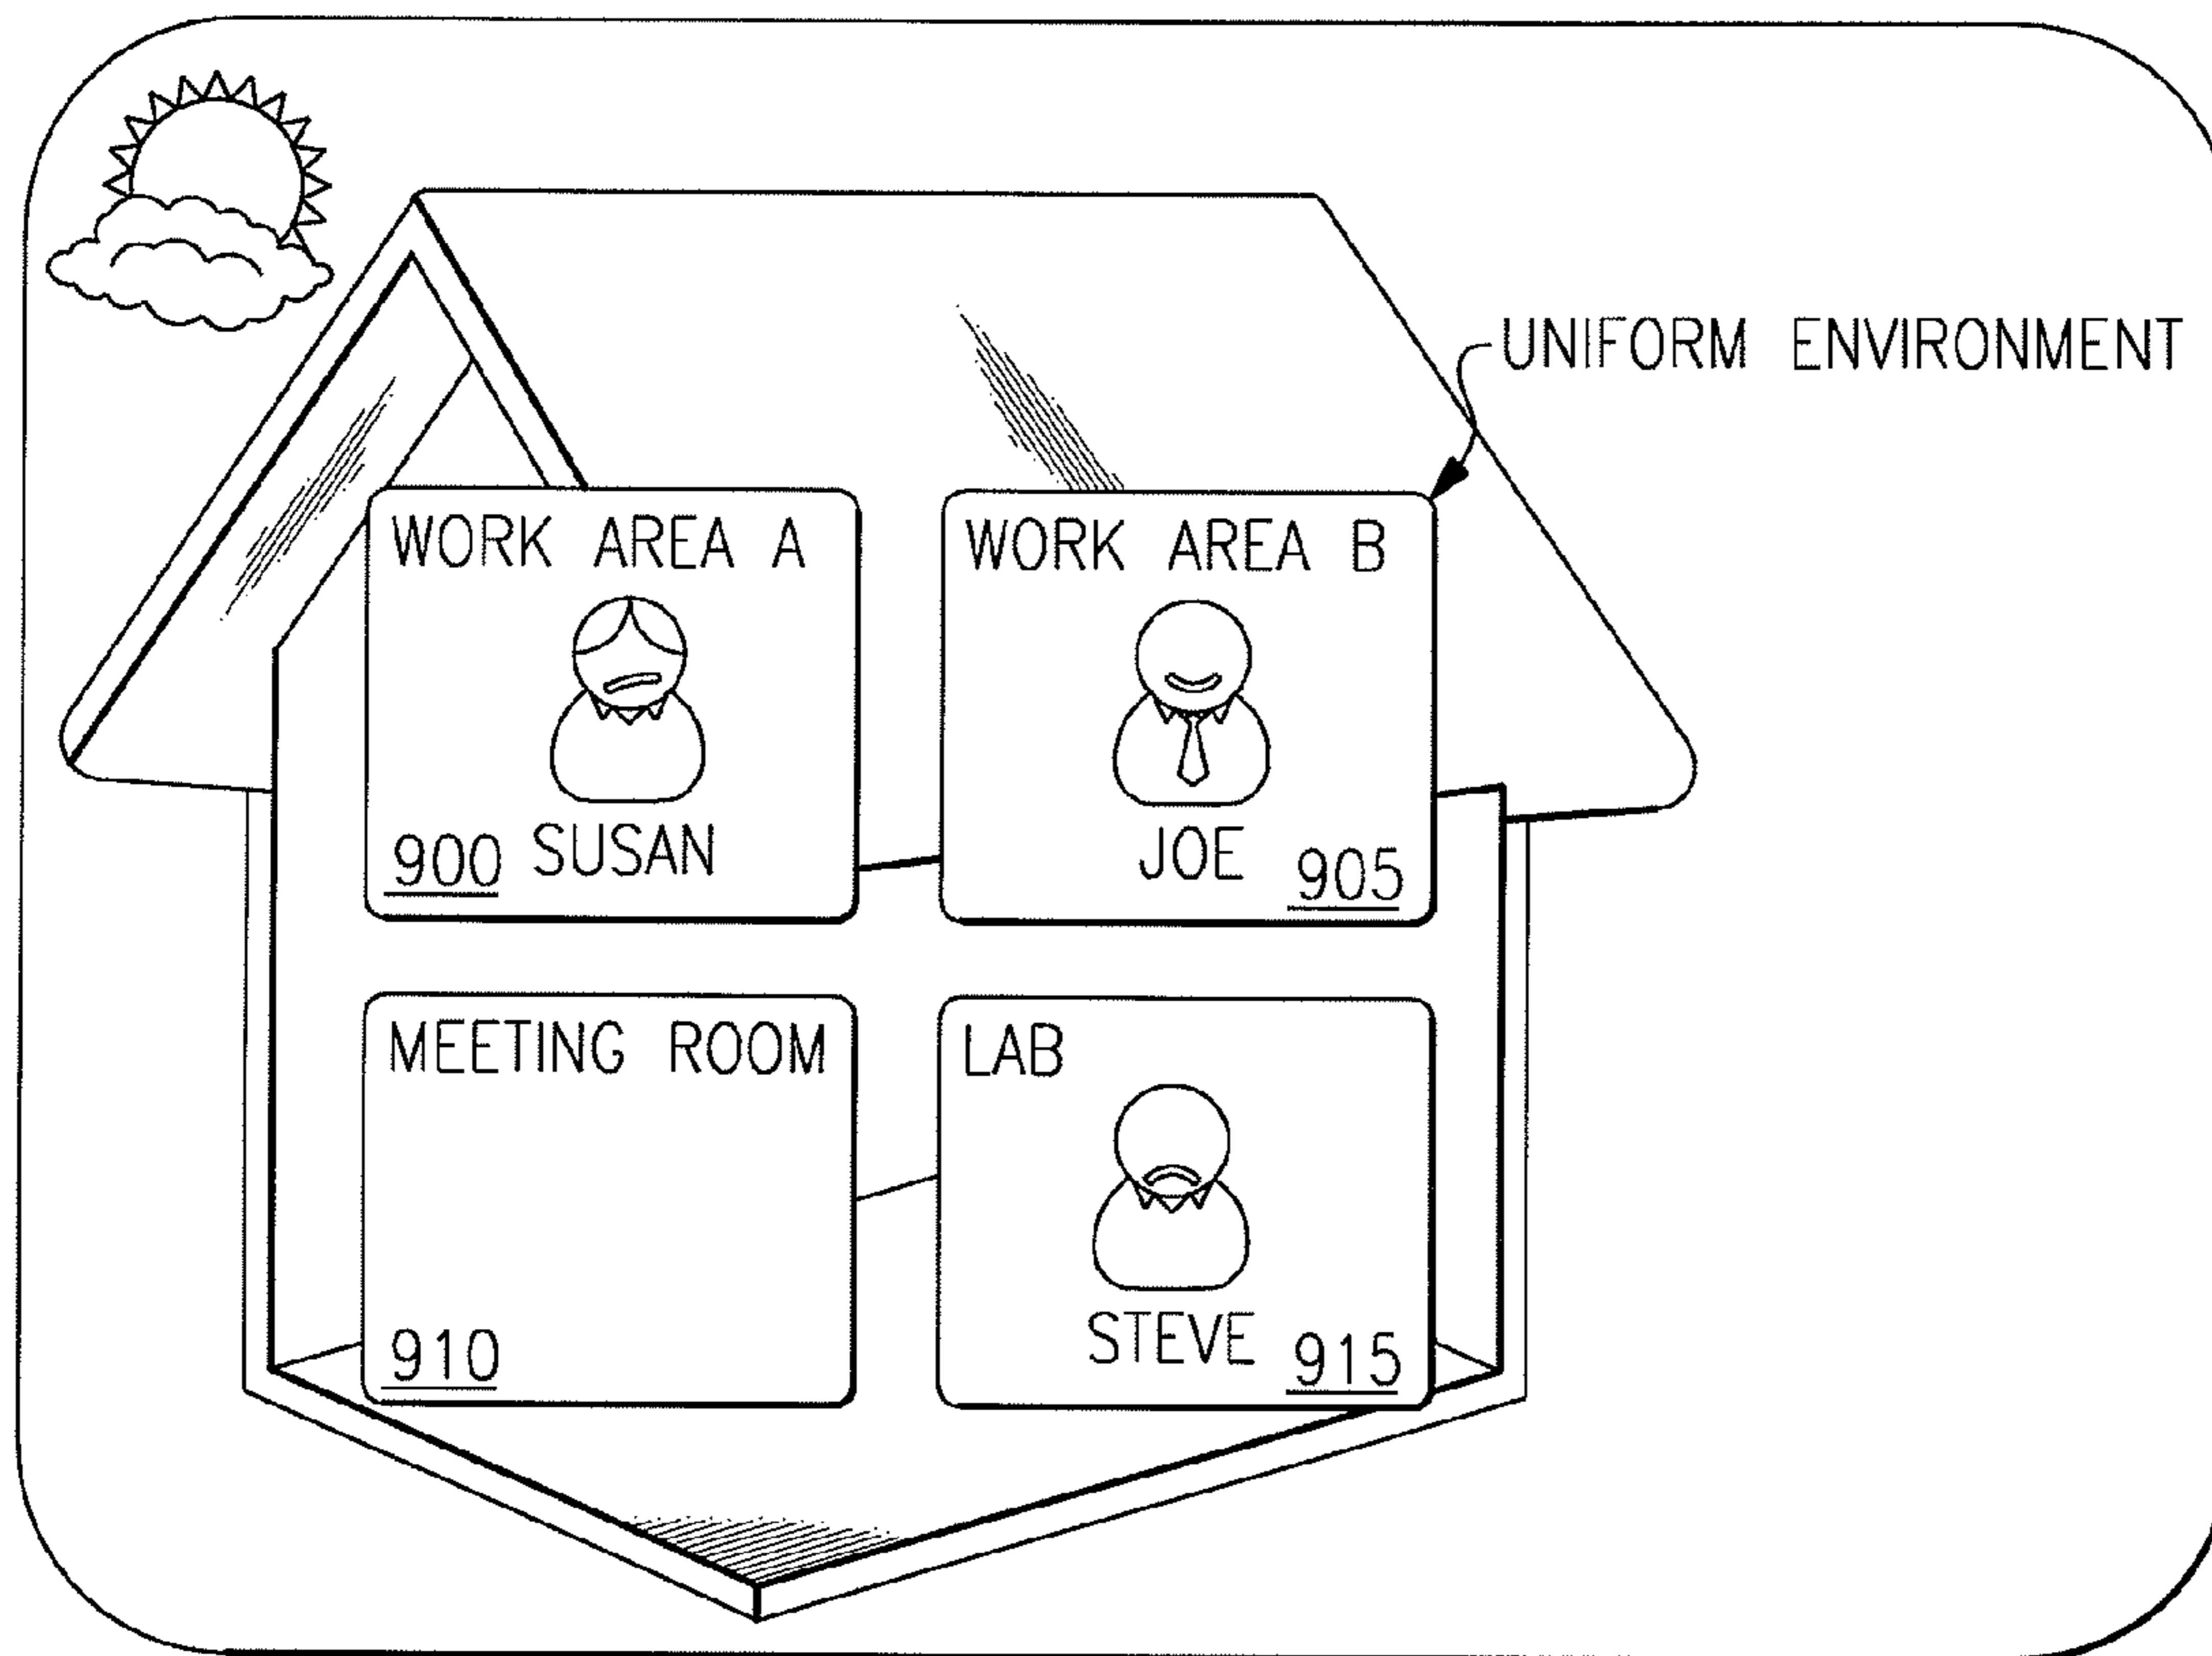 UNIFORM ENVIRONMENT
WORK AREA A
SUSAN
900
WORK AREA B
JOE
905
MEETING ROOM
910
LAB
STEVE
915